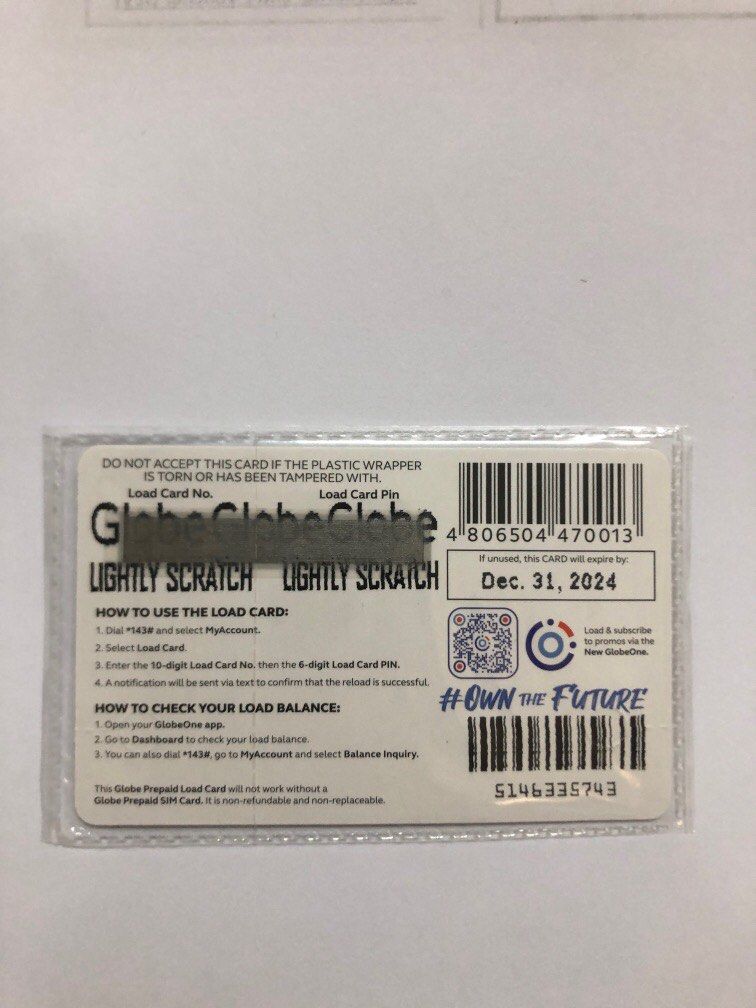 DO NOT ACCEPT THIS CARD IF THE PLASTIC WRAPPER
IS TORN OR HAS BEEN TAMPERED WITH.
Load Card No. Load Card Pin
Globe Globe Globe
LIGHTLY SCRATCH LIGHTLY SCRATCH
HOW TO USE THE LOAD CARD:
1. Dial *143# and select MyAccount.
2. Select Load Card.
3. Enter the 10-digit Load Card No. then the 6-digit Load Card PIN.
4. A notification will be sent via text to confirm that the reload is successful.
HOW TO CHECK YOUR LOAD BALANCE:
1. Open your GlobeOne app.
2. Go to Dashboard to check your load balance.
3. You can also dial *143#, go to MyAccount and select Balance Inquiry.
This Globe Prepaid Load Card will not work without a
Globe Prepaid SIM Card. It is non-refundable and non-replaceable.
4 806504 470013
If unused, this CARD will expire by:
Dec. 31, 2024
Load & subscribe
to promos via the
New GlobeOne.
#OWN THE FUTURE
5146335743